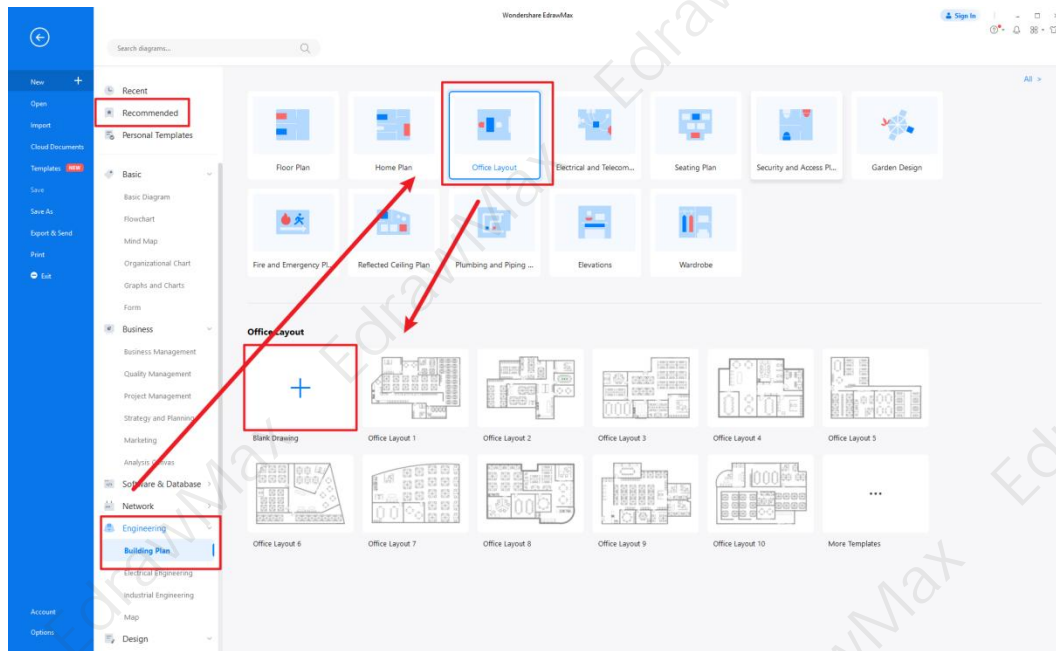 Wondershare EdrawMax
Sign In
Search diagrams...
New
Open
Import
Cloud Documents
Templates NEW
Save
Save As
Export & Send
Print
Exit
Account
Options
Recent
Recommended
Personal Templates
Basic
Basic Diagram
Flowchart
Mind Map
Organizational Chart
Graphs and Charts
Form
Business
Business Management
Quality Management
Project Management
Strategy and Planning
Marketing
Analysis Canvas
Software & Database
Network
Engineering
Building Plan
Electrical Engineering
Industrial Engineering
Map
Design
All >
Floor Plan
Home Plan
Office Layout
Electrical and Telecom...
Seating Plan
Security and Access Pl...
Garden Design
Fire and Emergency Pl...
Reflected Ceiling Plan
Plumbing and Piping ...
Elevations
Wardrobe
Office Layout
Blank Drawing
Office Layout 1
Office Layout 2
Office Layout 3
Office Layout 4
Office Layout 5
Office Layout 6
Office Layout 7
Office Layout 8
Office Layout 9
Office Layout 10
More Templates
EdrawMax
EdrawMax
EdrawMax